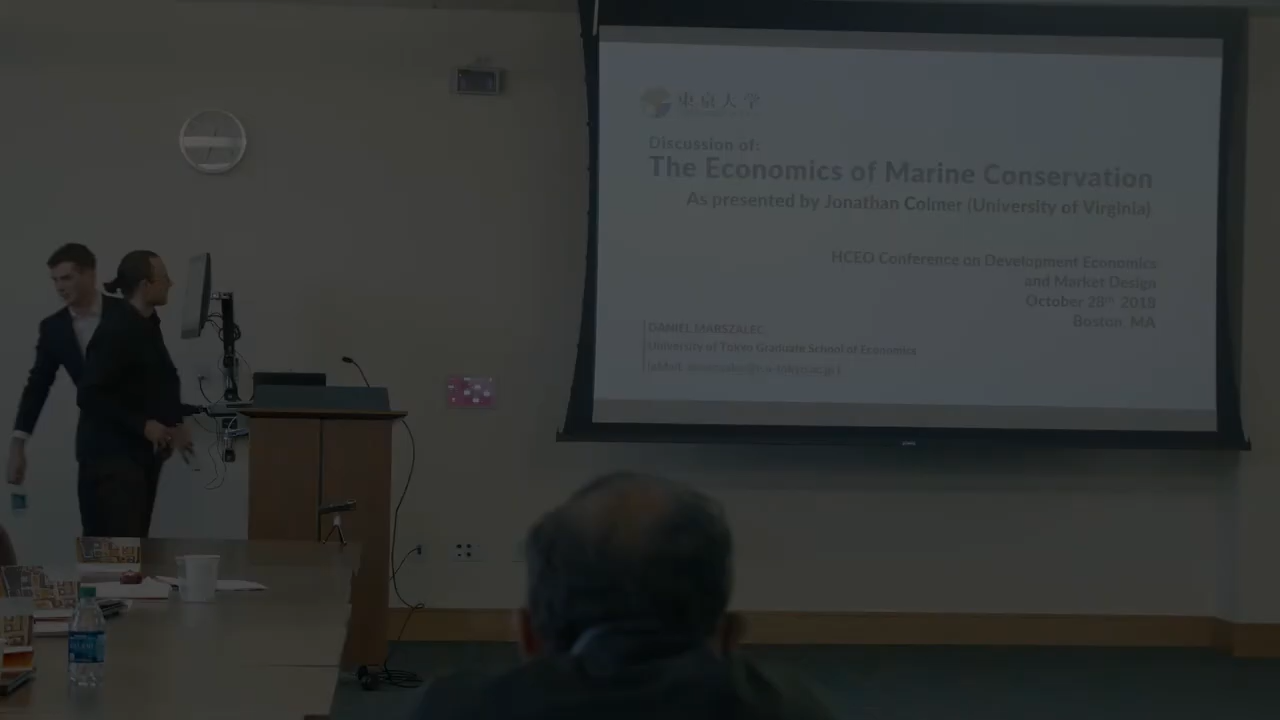 東京大学
Discussion of:
The Economics of Marine Conservation
As presented by Jonathan Colmer (University of Virginia)
HCEO Conference on Development Economics
and Market Design
October 28th, 2018
Boston, MA
DANIEL MARSZALEC
University of Tokyo Graduate School of Economics